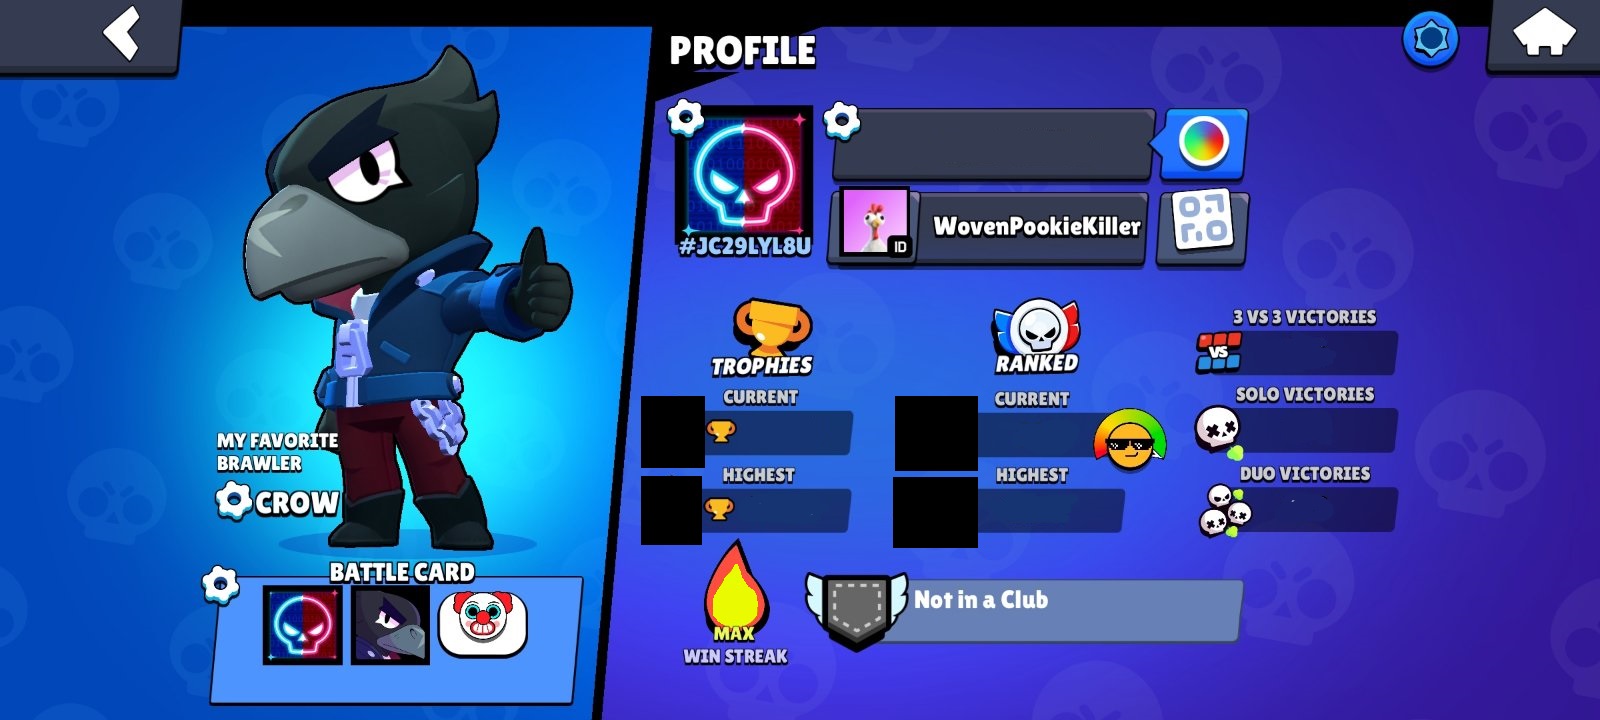 PROFILE
#JC29LYL8U
ID
WovenPookieKiller
TROPHIES
CURRENT
HIGHEST
RANKED
CURRENT
HIGHEST
3 VS 3 VICTORIES
VS
SOLO VICTORIES
DUO VICTORIES
MY FAVORITE
BRAWLER
CROW
BATTLE CARD
MAX
WIN STREAK
Not in a Club